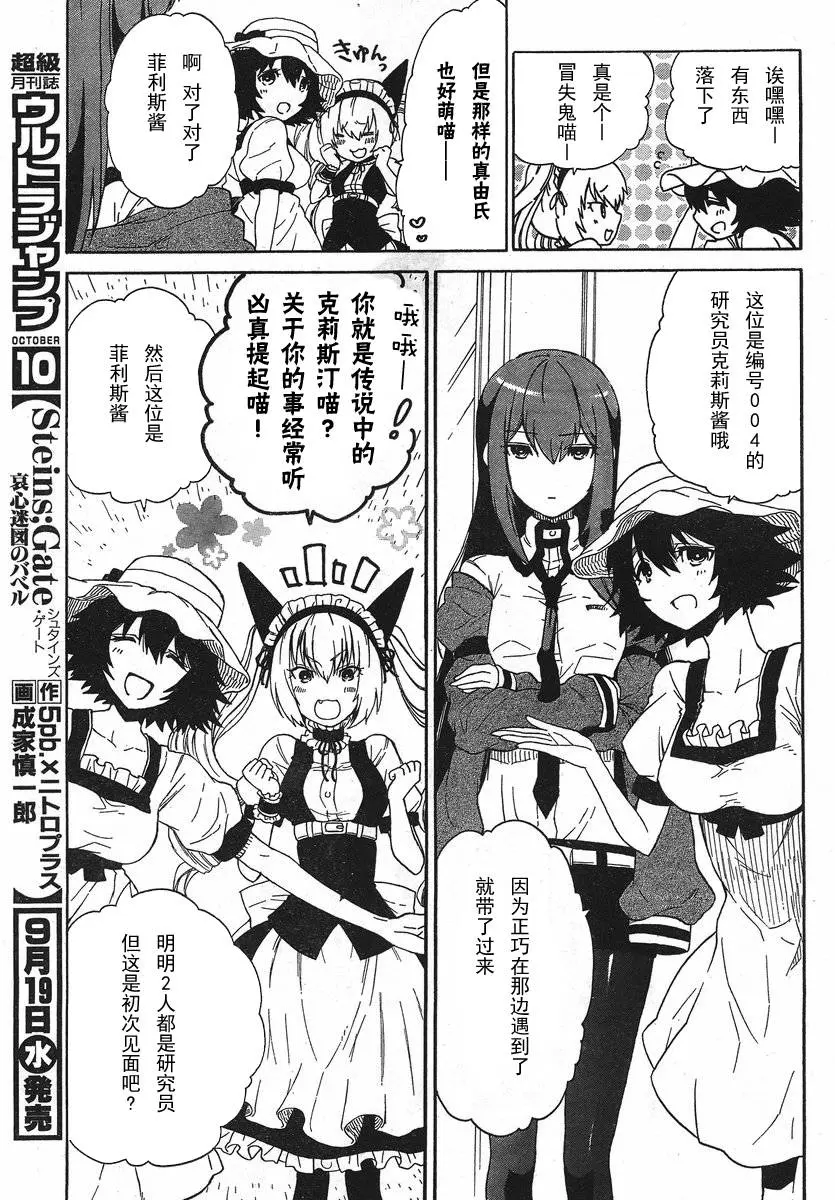 诶嘿嘿—
有东西
落下了
真是个—
冒失鬼喵—
但是那样的真由氏
也好萌喵——
きゅんっ
啊 对了对了
菲利斯酱
这位是编号004的
研究员克莉斯酱哦
因为正巧在那边遇到了
就带了过来
哦
哦——
!
你就是传说中的
克莉斯汀喵？
关于你的事经常听
凶真提起喵！
然后这位是
菲利斯酱
明明2人都是研究员
但这是初次见面吧？
超級
月刊誌
ウルトラジャンプ
OCTOBER
10
【Steins;Gate
シュタインズ
・ゲート
哀心迷図のバベル
作 5pb.×ニトロプラス
画 成家慎一郎】
9月19日㊌発売